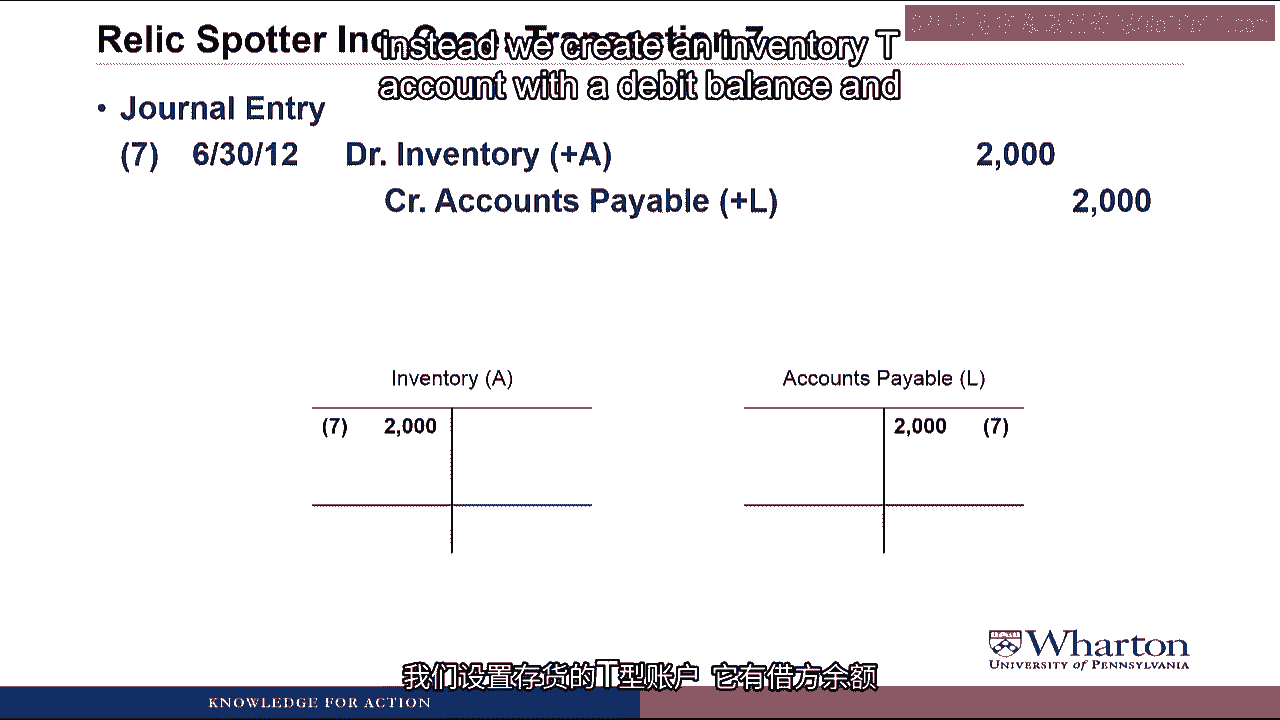 Relic Spotter Inc. Case: Transaction 7
instead we create an inventory T
account with a debit balance and
• Journal Entry
(7) 6/30/12 Dr. Inventory (+A) 2,000
Cr. Accounts Payable (+L) 2,000
Inventory (A) Accounts Payable (L)
(7) 2,000 2,000 (7)
Wharton
UNIVERSITY of PENNSYLVANIA
我们设置存货的T型账户 它有借方余额
KNOWLEDGE FOR ACTION